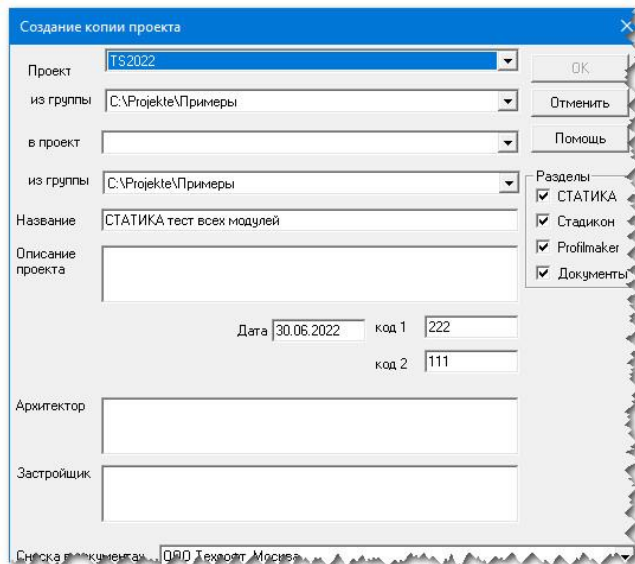 Создание копии проекта
Проект TS2022 OK
из группы C:\Projekte\Примеры Отменить
в проект Помощь
из группы C:\Projekte\Примеры Разделы
СТАТИКА
Название СТАТИКА тест всех модулей Стадикон
Описание проекта Profilmaker
Документы
Дата 30.06.2022 код 1 222
код 2 111
Архитектор
Застройщик
ООО Техсофт, Москва